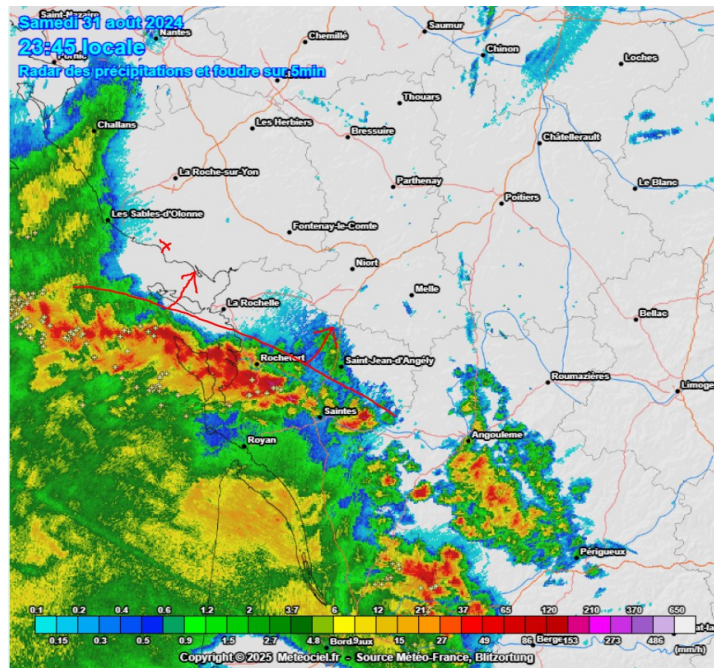 Saint-Nazaire
Samedi 31 août 2024
Nantes
23:45 locale
Radar des précipitations et foudre sur 5min
Chemillé
Saumur
Chinon
Loches
Thouars
Challans
Les Herbiers
Bressuire
Châtellerault
La Roche-sur-Yon
Parthenay
Le Blanc
Poitiers
Les Sables-d'Olonne
Fontenay-le-Comte
Niort
Melle
La Rochelle
Bellac
Rochefort
Saint-Jean-d'Angély
Roumazières
Limoge
Saintes
Royan
Angouleme
Périgueux
0.1 0.2 0.4 0.6 1.2 2 3.7 6 12 21 37 65 120 210 370 650
0.15 0.3 0.5 0.9 1.5 2.7 4.8 9 15 27 49 86 153 273 486 (mm/h)
Copyright © 2025 Meteociel.fr - Source Météo-France, Blitzortung